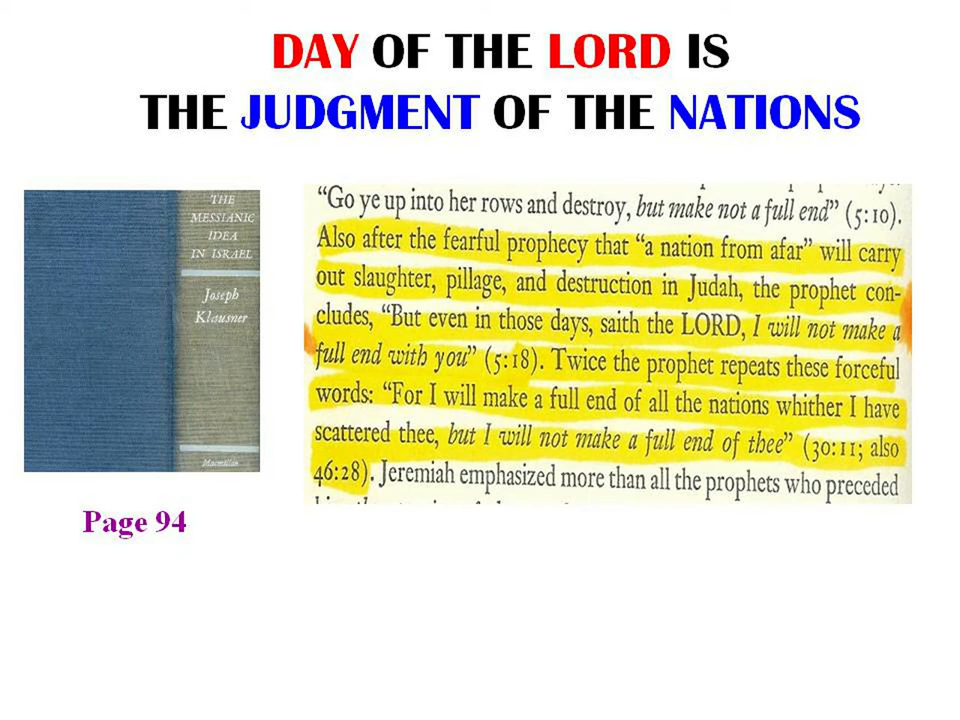 DAY OF THE LORD IS
THE JUDGMENT OF THE NATIONS
THE
MESSIANIC
IDEA
IN ISRAEL
Joseph
Klausner
Macmillan
Page 94
“Go ye up into her rows and destroy, but make not a full end” (5:10).
Also after the fearful prophecy that “a nation from afar” will carry
out slaughter, pillage, and destruction in Judah, the prophet con-
cludes, “But even in those days, saith the LORD, I will not make a
full end with you” (5:18). Twice the prophet repeats these forceful
words: “For I will make a full end of all the nations whither I have
scattered thee, but I will not make a full end of thee” (30:11; also
46:28). Jeremiah emphasized more than all the prophets who preceded